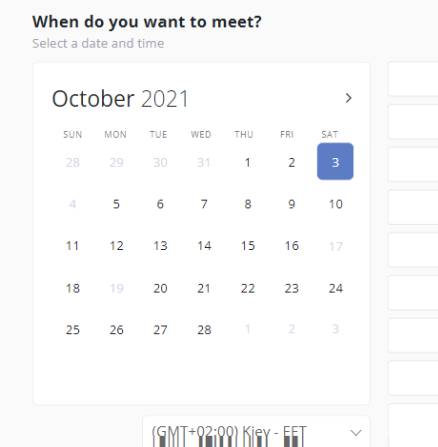 When do you want to meet?
Select a date and time
October 2021
SUN MON TUE WED THU FRI SAT
28 29 30 31 1 2 3
4 5 6 7 8 9 10
11 12 13 14 15 16 17
18 19 20 21 22 23 24
25 26 27 28 1 2 3
(GMT+02:00) Kiev - EET